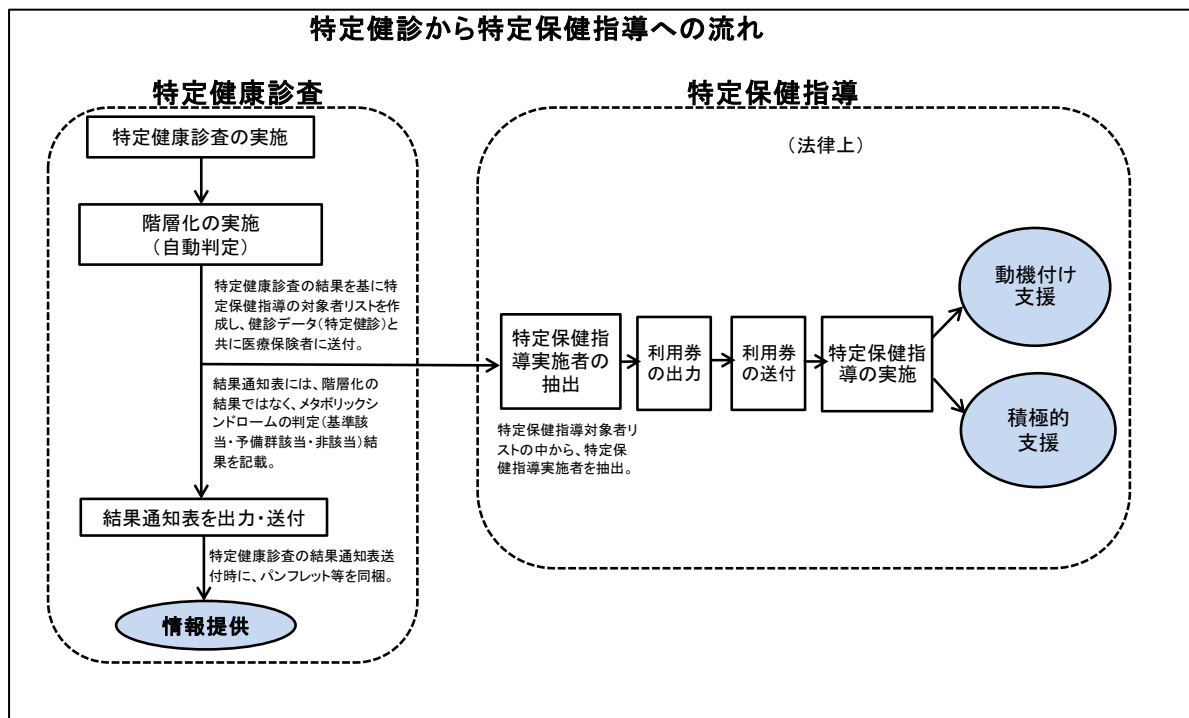 特定健診から特定保健指導への流れ
特定健康診査
特定健康診査の実施
階層化の実施
（自動判定）
特定健康診査の結果を基に特
定保健指導の対象者リストを作
成し、健診データ（特定健診）と
共に医療保険者に送付。
結果通知表には、階層化の
結果ではなく、メタボリックシ
ンドロームの判定（基準該
当・予備群該当・非該当）結
果を記載。
結果通知表を出力・送付
特定健康診査の結果通知表送
付時に、パンフレット等を同梱。
情報提供
特定保健指導
（法律上）
特定保健指
導実施者の
抽出
特定保健指導対象者リ
ストの中から、特定保
健指導実施者を抽出。
利用券
の出力
利用券
の送付
特定保健指
導の実施
動機付け
支援
積極的
支援